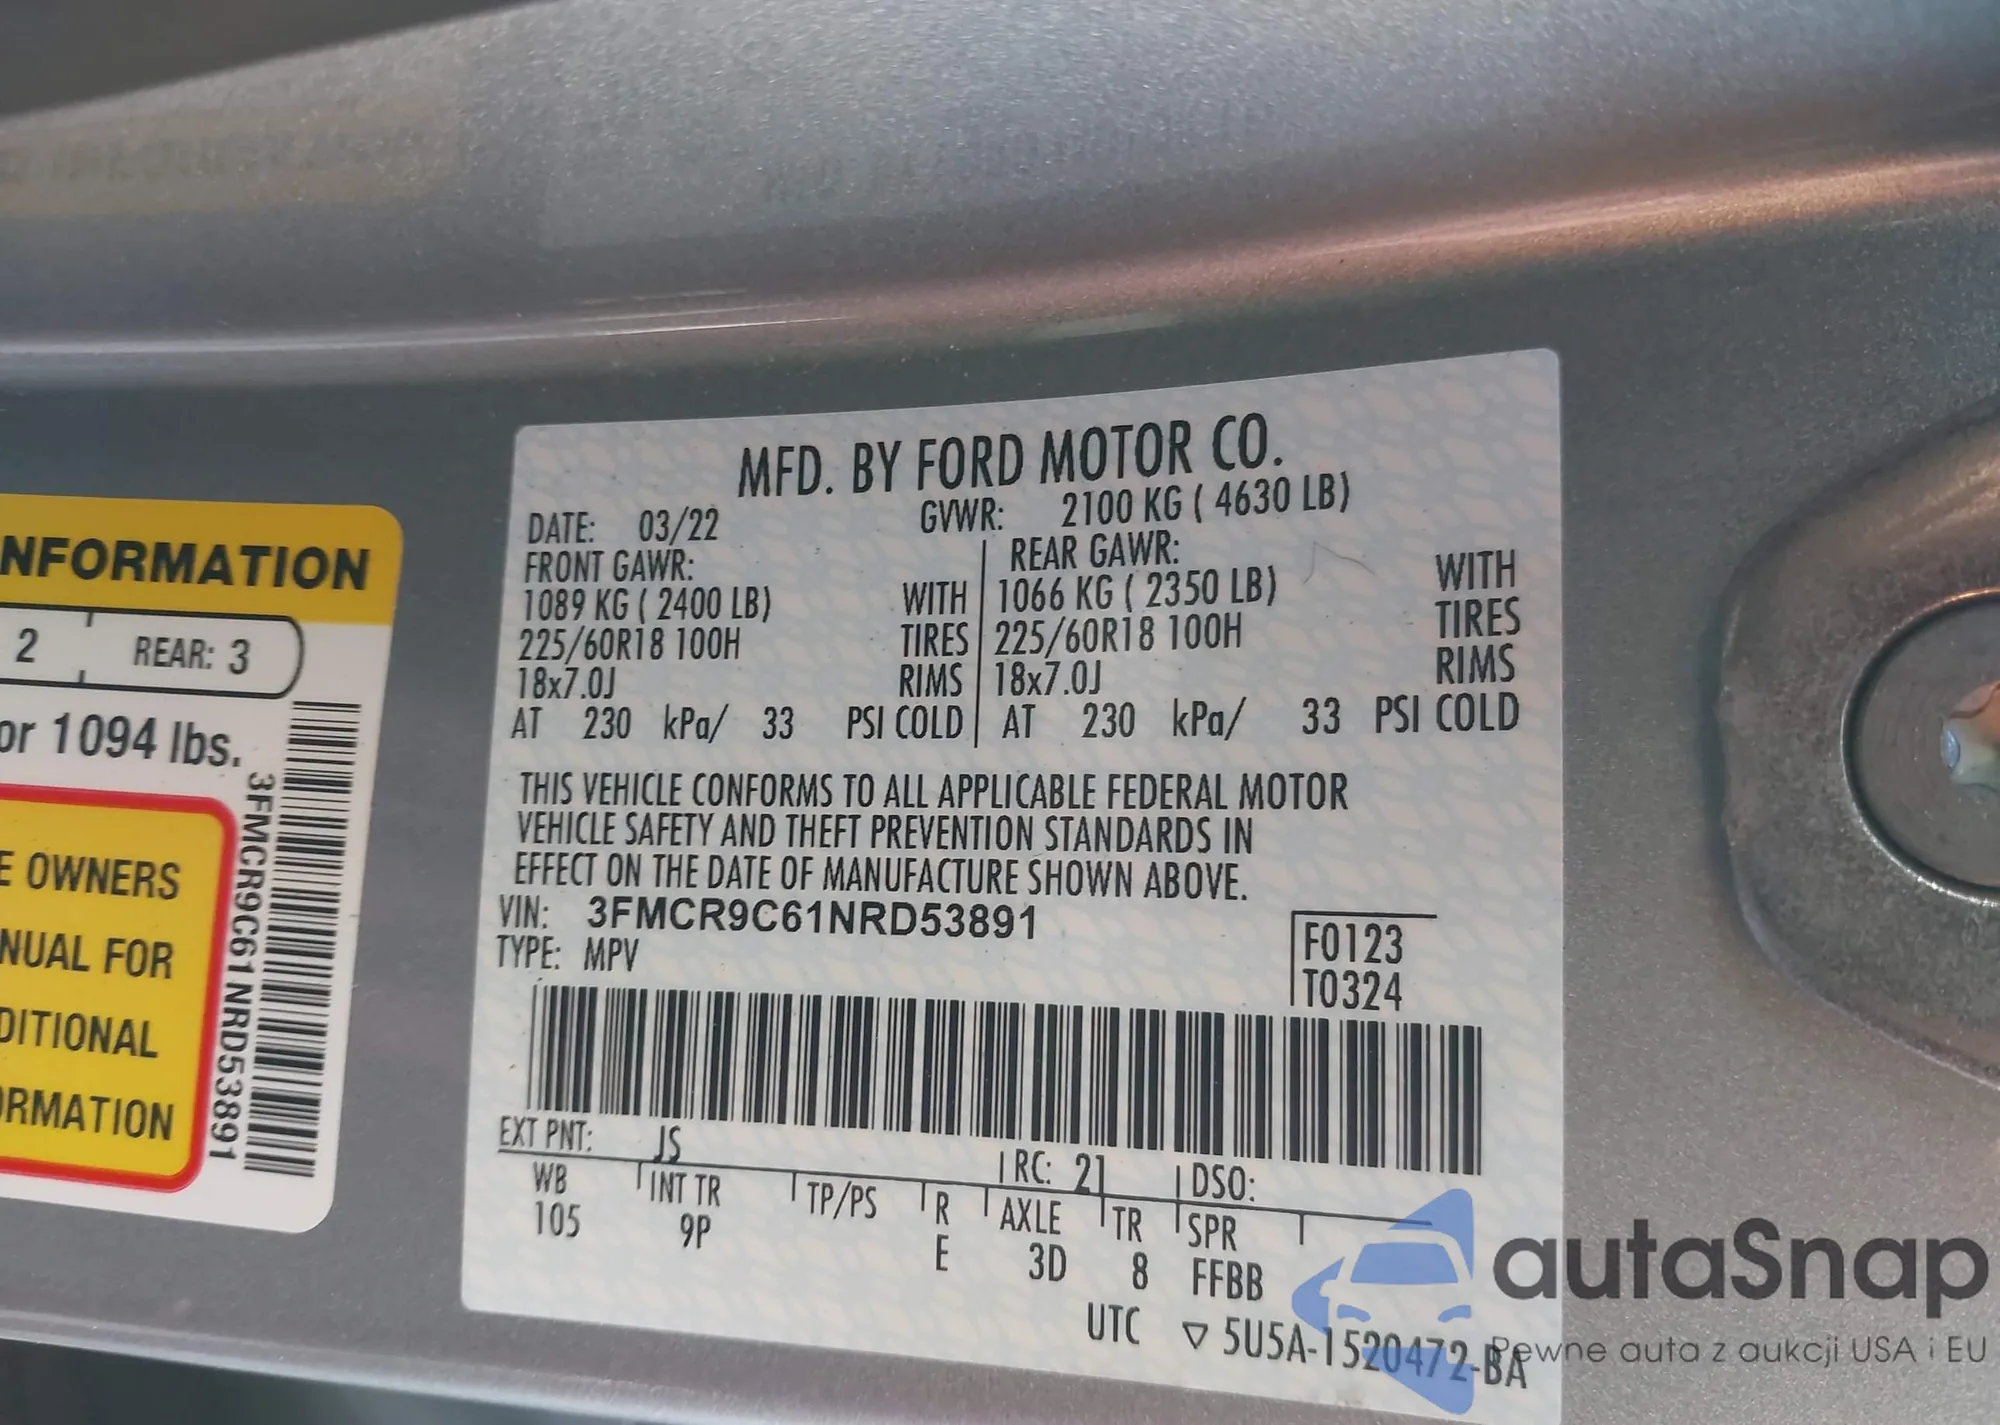 NFORMATION
2 REAR: 3
or 1094 lbs.
E OWNERS
NUAL FOR
DITIONAL
ORMATION
3FMCR9C61NRD53891
MFD. BY FORD MOTOR CO.
DATE: 03/22 GVWR: 2100 KG ( 4630 LB)
FRONT GAWR: REAR GAWR:
1089 KG ( 2400 LB) WITH 1066 KG ( 2350 LB) WITH
225/60R18 100H TIRES 225/60R18 100H TIRES
18x7.0J RIMS 18x7.0J RIMS
AT 230 kPa/ 33 PSI COLD AT 230 kPa/ 33 PSI COLD
THIS VEHICLE CONFORMS TO ALL APPLICABLE FEDERAL MOTOR
VEHICLE SAFETY AND THEFT PREVENTION STANDARDS IN
EFFECT ON THE DATE OF MANUFACTURE SHOWN ABOVE.
VIN: 3FMCR9C61NRD53891
TYPE: MPV
F0123
T0324
EXT PNT: JS RC: 21 DSO:
WB INT TR TP/PS R AXLE TR SPR
105 9P E 3D 8 FFBB
UTC ▽ 5U5A-1520472-BA
autaSnap
Pewne auta z aukcji USA i EU